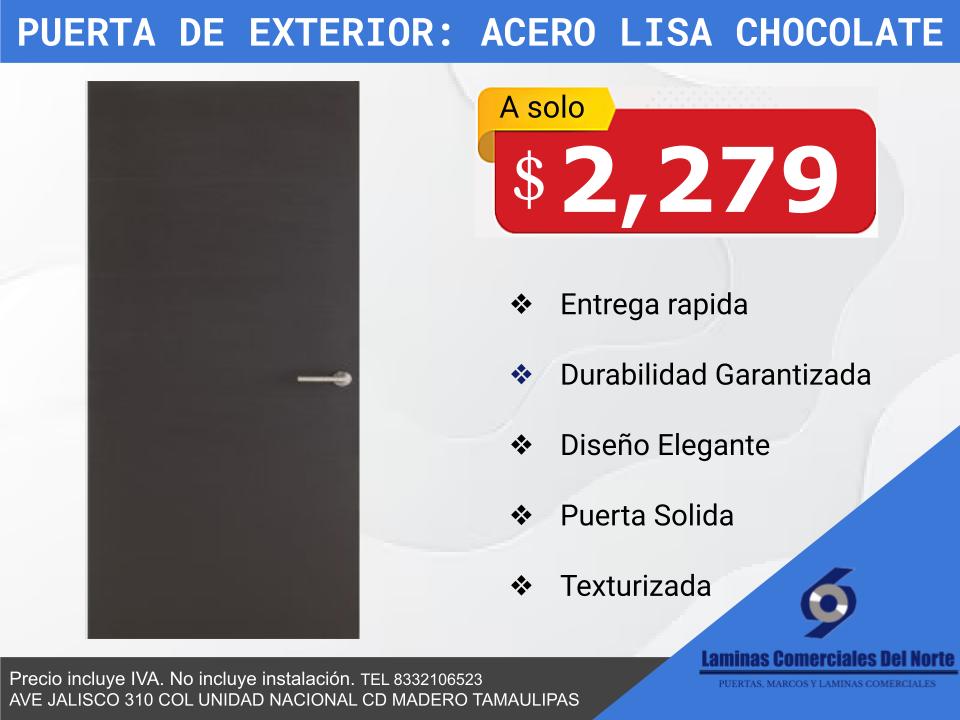 PUERTA DE EXTERIOR: ACERO LISA CHOCOLATE
A solo
$ 2,279
❖ Entrega rapida
❖ Durabilidad Garantizada
❖ Diseño Elegante
❖ Puerta Solida
❖ Texturizada
Laminas Comerciales Del Norte
PUERTAS, MARCOS Y LAMINAS COMERCIALES
Precio incluye IVA. No incluye instalación. TEL 8332106523
AVE JALISCO 310 COL UNIDAD NACIONAL CD MADERO TAMAULIPAS